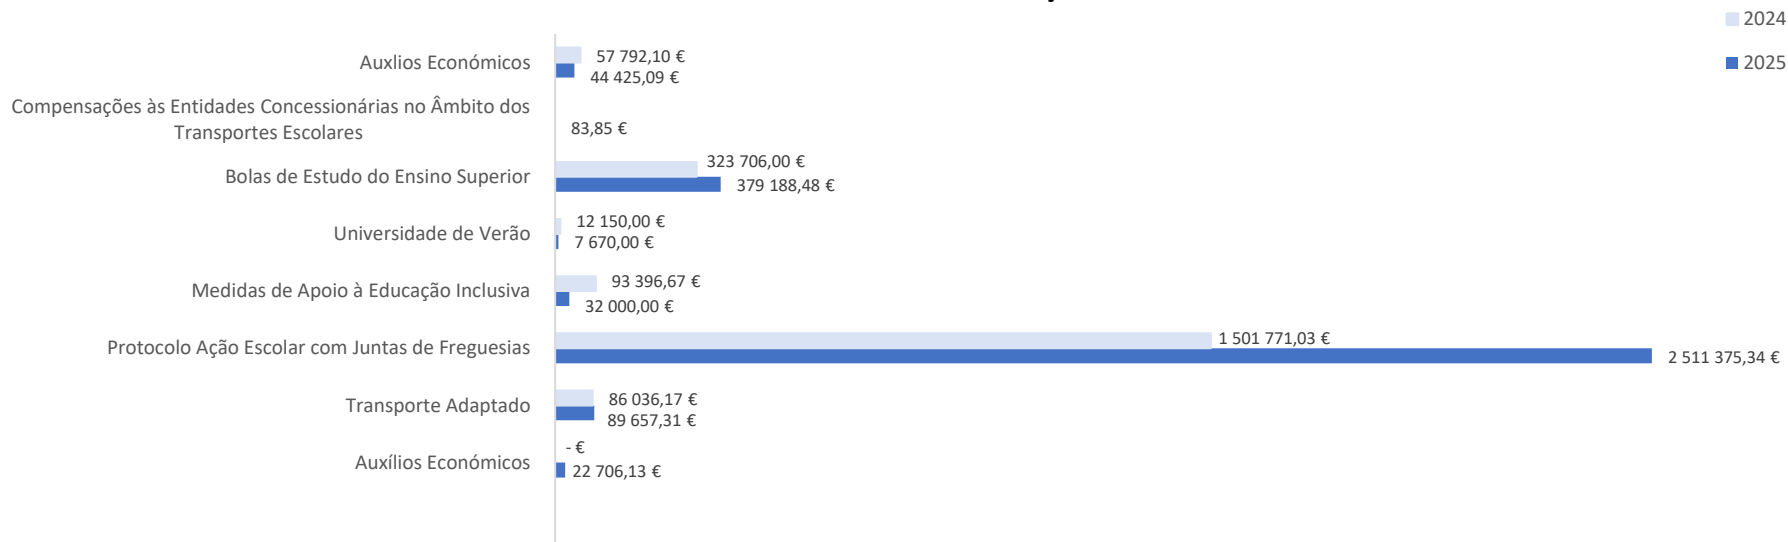 2024
2025
Auxlios Económicos
57 792,10 €
44 425,09 €
Compensações às Entidades Concessionárias no Âmbito dos
Transportes Escolares
83,85 €
Bolas de Estudo do Ensino Superior
323 706,00 €
379 188,48 €
Universidade de Verão
12 150,00 €
7 670,00 €
Medidas de Apoio à Educação Inclusiva
93 396,67 €
32 000,00 €
Protocolo Ação Escolar com Juntas de Freguesias
1 501 771,03 €
2 511 375,34 €
Transporte Adaptado
86 036,17 €
89 657,31 €
Auxílios Económicos
- €
22 706,13 €